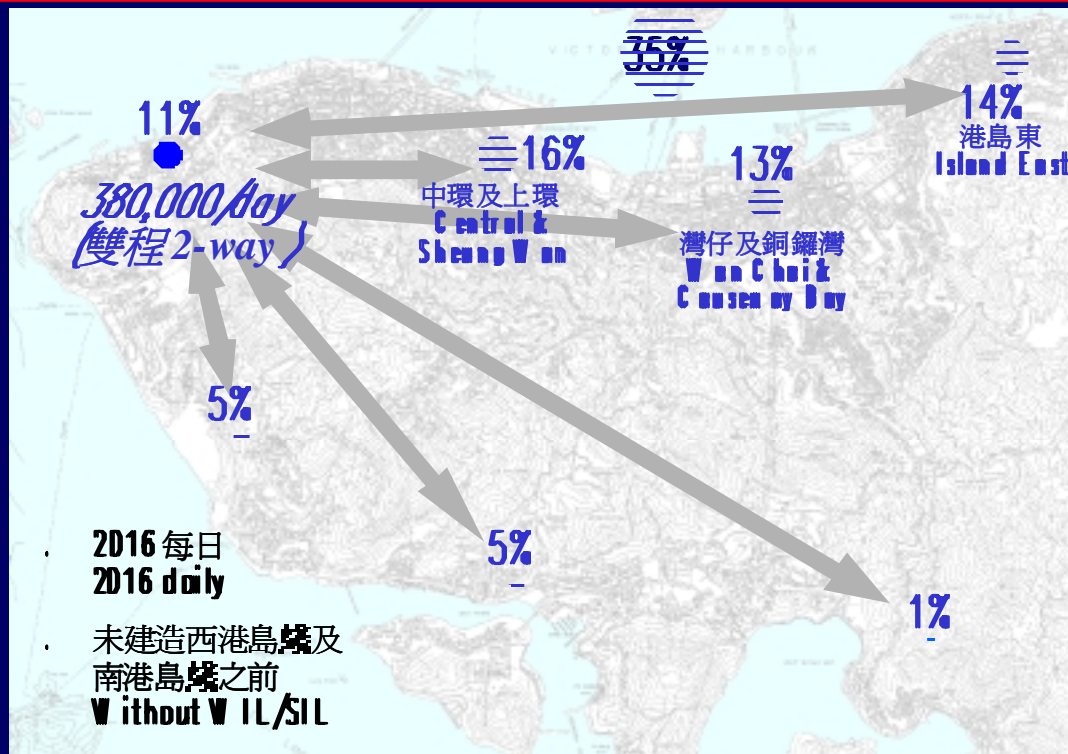 VICTO HARBOUR
35%
14%
港島東
Island East
11%
16%
13%
380,000/day
(雙程 2-way )
中環及上環
Central &
Sheung Wan
灣仔及銅鑼灣
Wan Chai &
Causeway Bay
5%
5%
1%
. 2016 每日
2016 daily
. 未建造西港島綫及
南港島綫之前
Without WIL/SIL